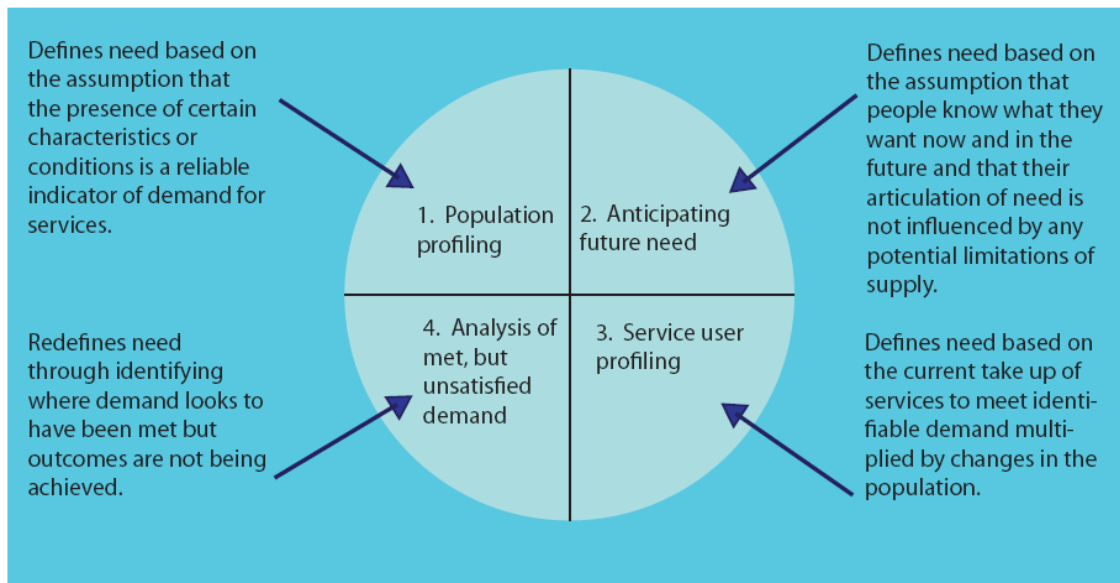 Defines need based on
the assumption that
the presence of certain
characteristics or
conditions is a reliable
indicator of demand for
services.
1. Population
profiling
Defines need based on
the assumption that
people know what they
want now and in the
future and that their
articulation of need is
not influenced by any
potential limitations of
supply.
2. Anticipating
future need
Redefines need
through identifying
where demand looks to
have been met but
outcomes are not being
achieved.
4. Analysis of
met, but
unsatisfied
demand
3. Service user
profiling
Defines need based on
the current take up of
services to meet identi-
fiable demand multi-
plied by changes in the
population.